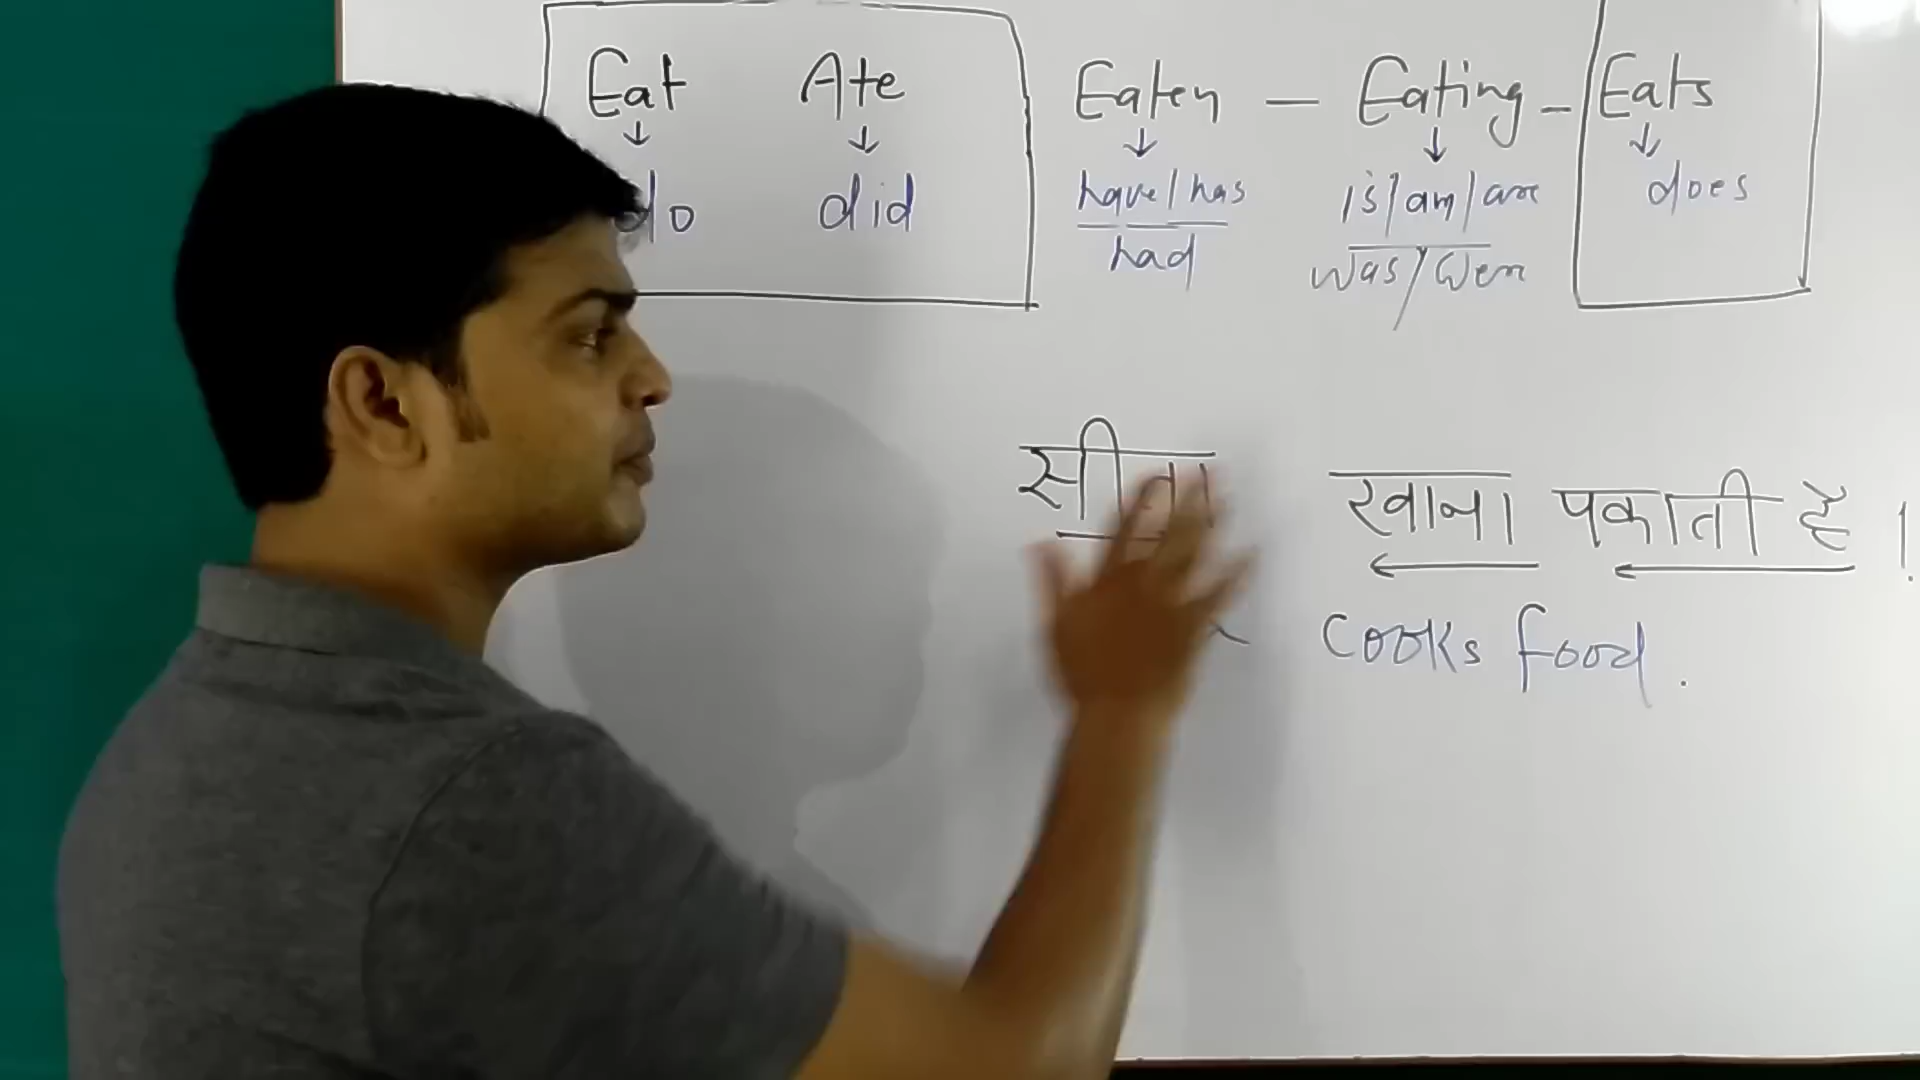 Eat Ate Eaten — Eating - Eats
do did have/has is/am/are does
had was/were
सीता खाना पकाती है।
cooks food.